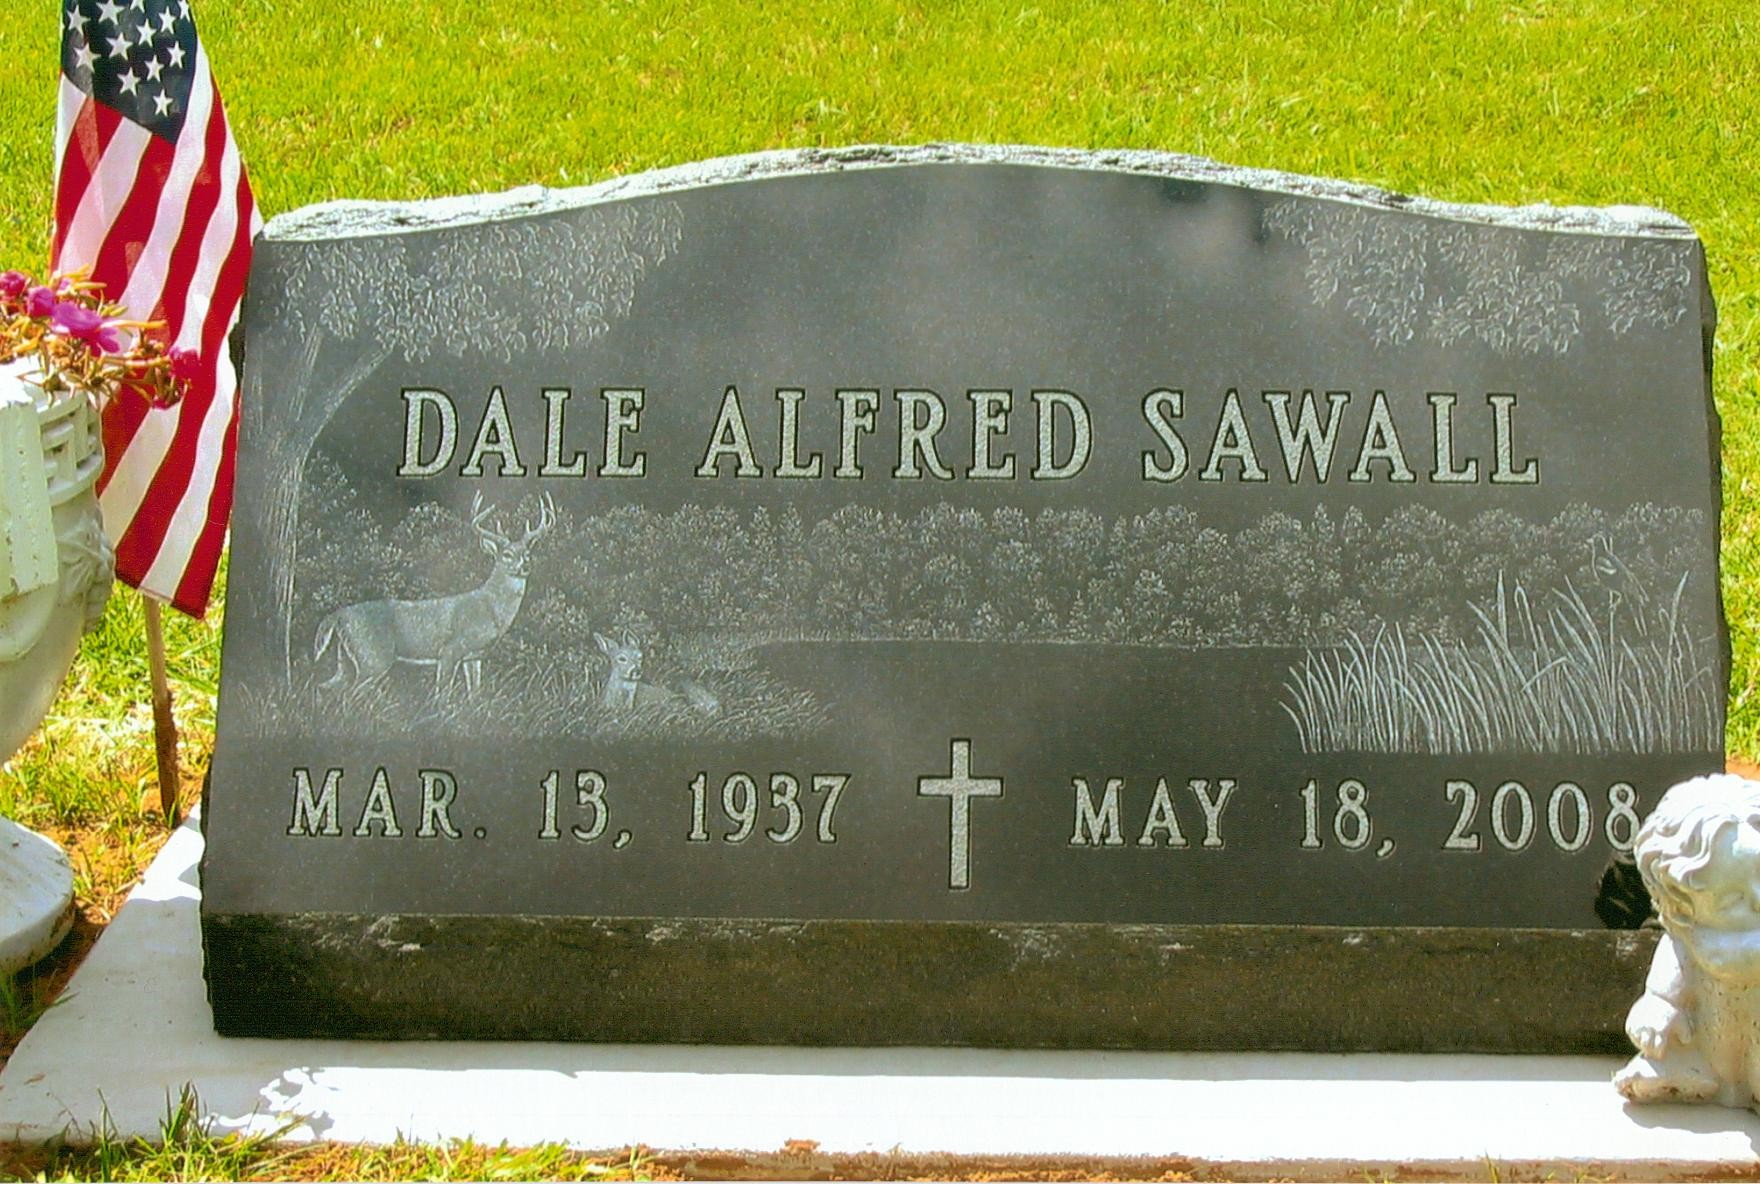 DALE ALFRED SAWALL
MAR. 13, 1937 MAY 18, 2008